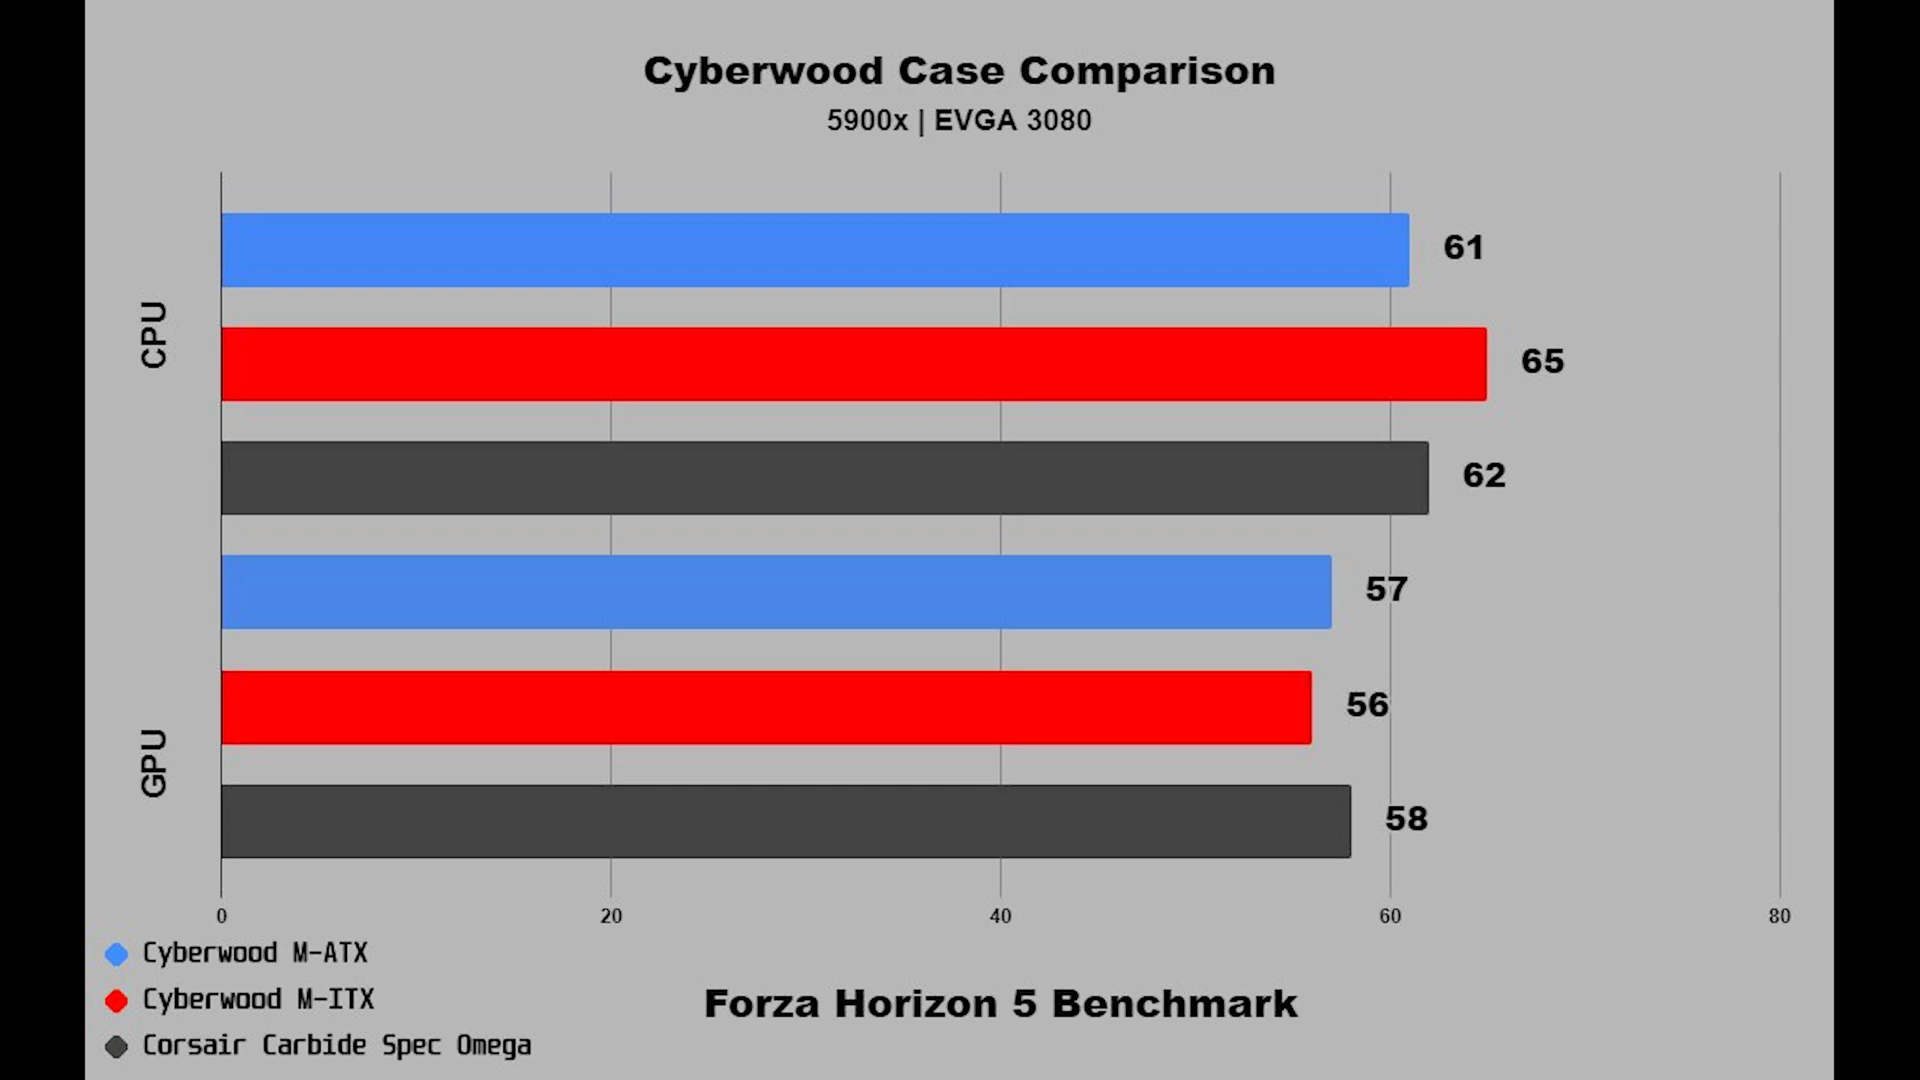 Cyberwood Case Comparison
5900x | EVGA 3080
CPU
61
65
62
GPU
57
56
58
0 20 40 60 80
Cyberwood M-ATX
Cyberwood M-ITX
Corsair Carbide Spec Omega
Forza Horizon 5 Benchmark